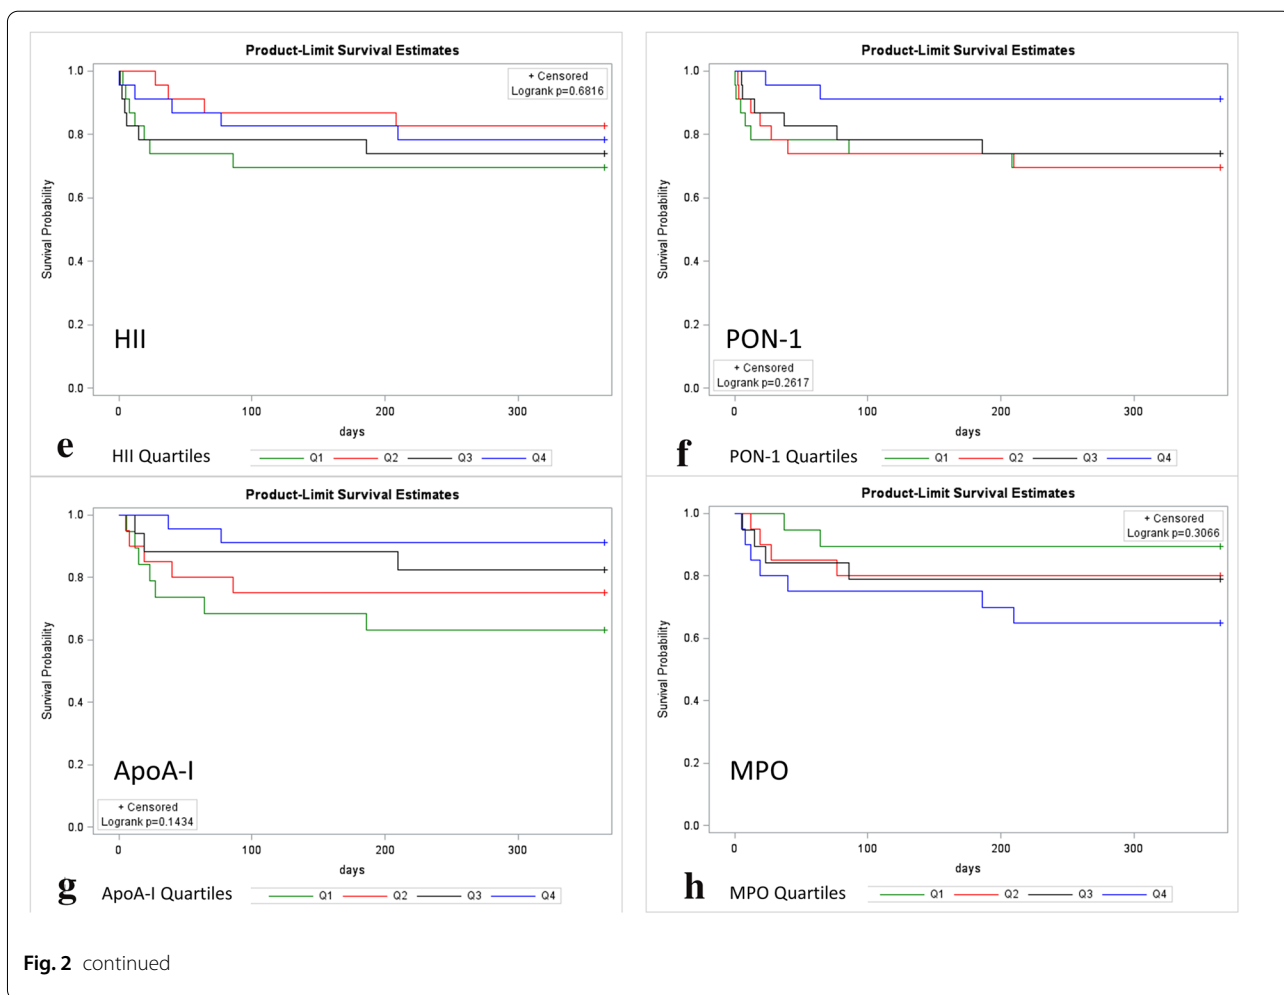 Product-Limit Survival Estimates
+ Censored
Logrank p=0.6816
Survival Probability
1.0
0.8
0.6
0.4
0.2
0.0
HII
0 100 200 300
days
e
HII Quartiles Q1 Q2 Q3 Q4
Product-Limit Survival Estimates
Survival Probability
1.0
0.8
0.6
0.4
0.2
0.0
PON-1
+ Censored
Logrank p=0.2617
0 100 200 300
days
f
PON-1 Quartiles Q1 Q2 Q3 Q4
Product-Limit Survival Estimates
Survival Probability
1.0
0.8
0.6
0.4
0.2
0.0
ApoA-I
+ Censored
Logrank p=0.1434
0 100 200 300
days
g
ApoA-I Quartiles Q1 Q2 Q3 Q4
Product-Limit Survival Estimates
+ Censored
Logrank p=0.3066
Survival Probability
1.0
0.8
0.6
0.4
0.2
0.0
MPO
0 100 200 300
days
h
MPO Quartiles Q1 Q2 Q3 Q4
Fig. 2 continued